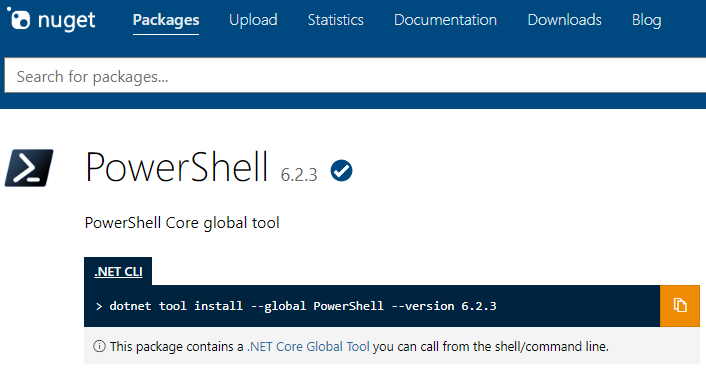 nuget Packages Upload Statistics Documentation Downloads Blog
Search for packages...
PowerShell 6.2.3
PowerShell Core global tool
.NET CLI
> dotnet tool install --global PowerShell --version 6.2.3
This package contains a .NET Core Global Tool you can call from the shell/command line.